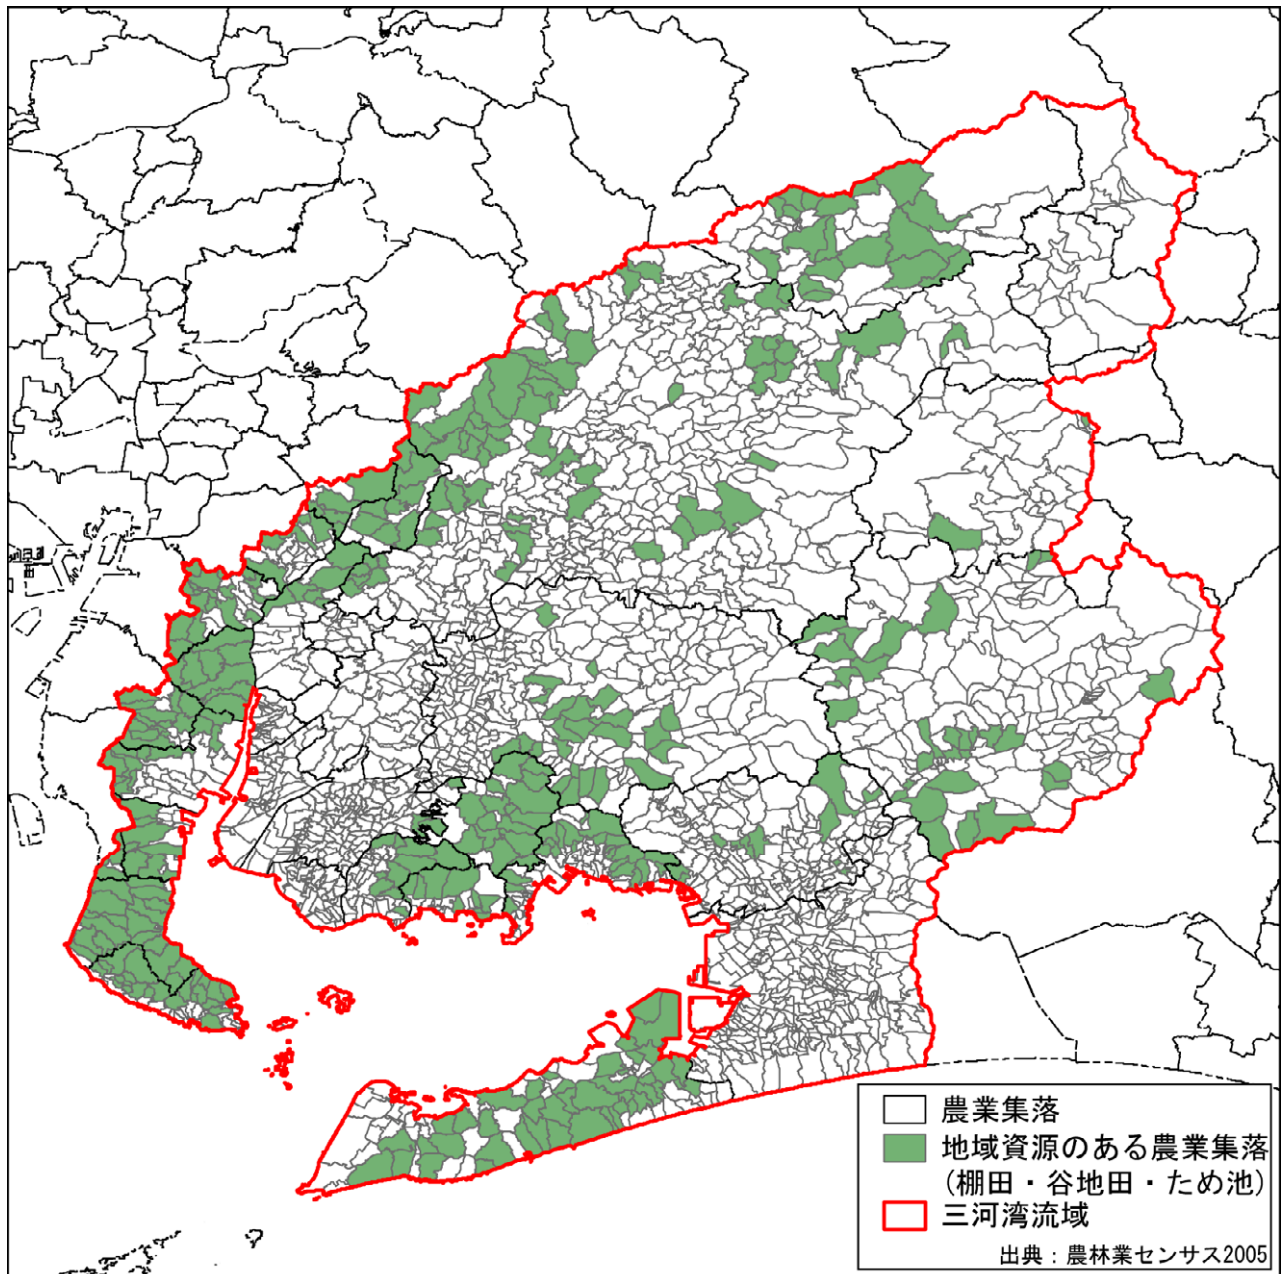 農業集落
地域資源のある農業集落
(棚田・谷地田・ため池)
三河湾流域
出典：農林業センサス2005